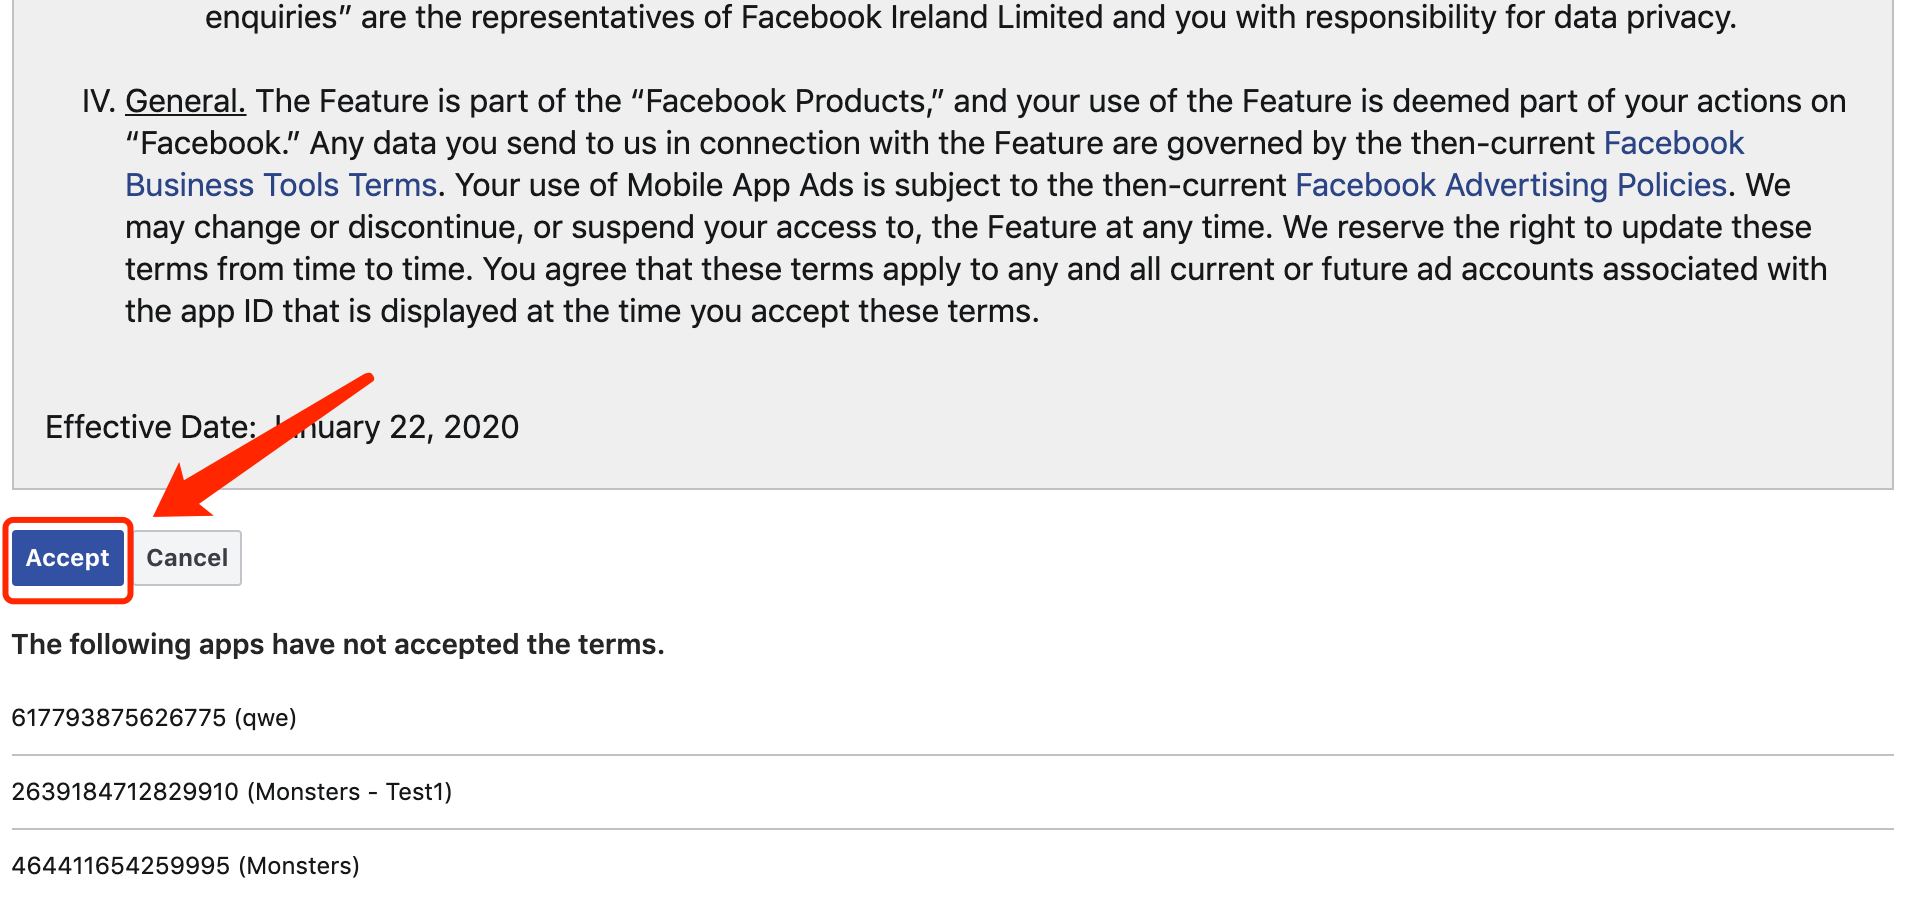 enquiries” are the representatives of Facebook Ireland Limited and you with responsibility for data privacy.
IV. General. The Feature is part of the “Facebook Products,” and your use of the Feature is deemed part of your actions on
“Facebook.” Any data you send to us in connection with the Feature are governed by the then-current Facebook
Business Tools Terms. Your use of Mobile App Ads is subject to the then-current Facebook Advertising Policies. We
may change or discontinue, or suspend your access to, the Feature at any time. We reserve the right to update these
terms from time to time. You agree that these terms apply to any and all current or future ad accounts associated with
the app ID that is displayed at the time you accept these terms.
Effective Date: January 22, 2020
Accept Cancel
The following apps have not accepted the terms.
617793875626775 (qwe)
2639184712829910 (Monsters - Test1)
464411654259995 (Monsters)